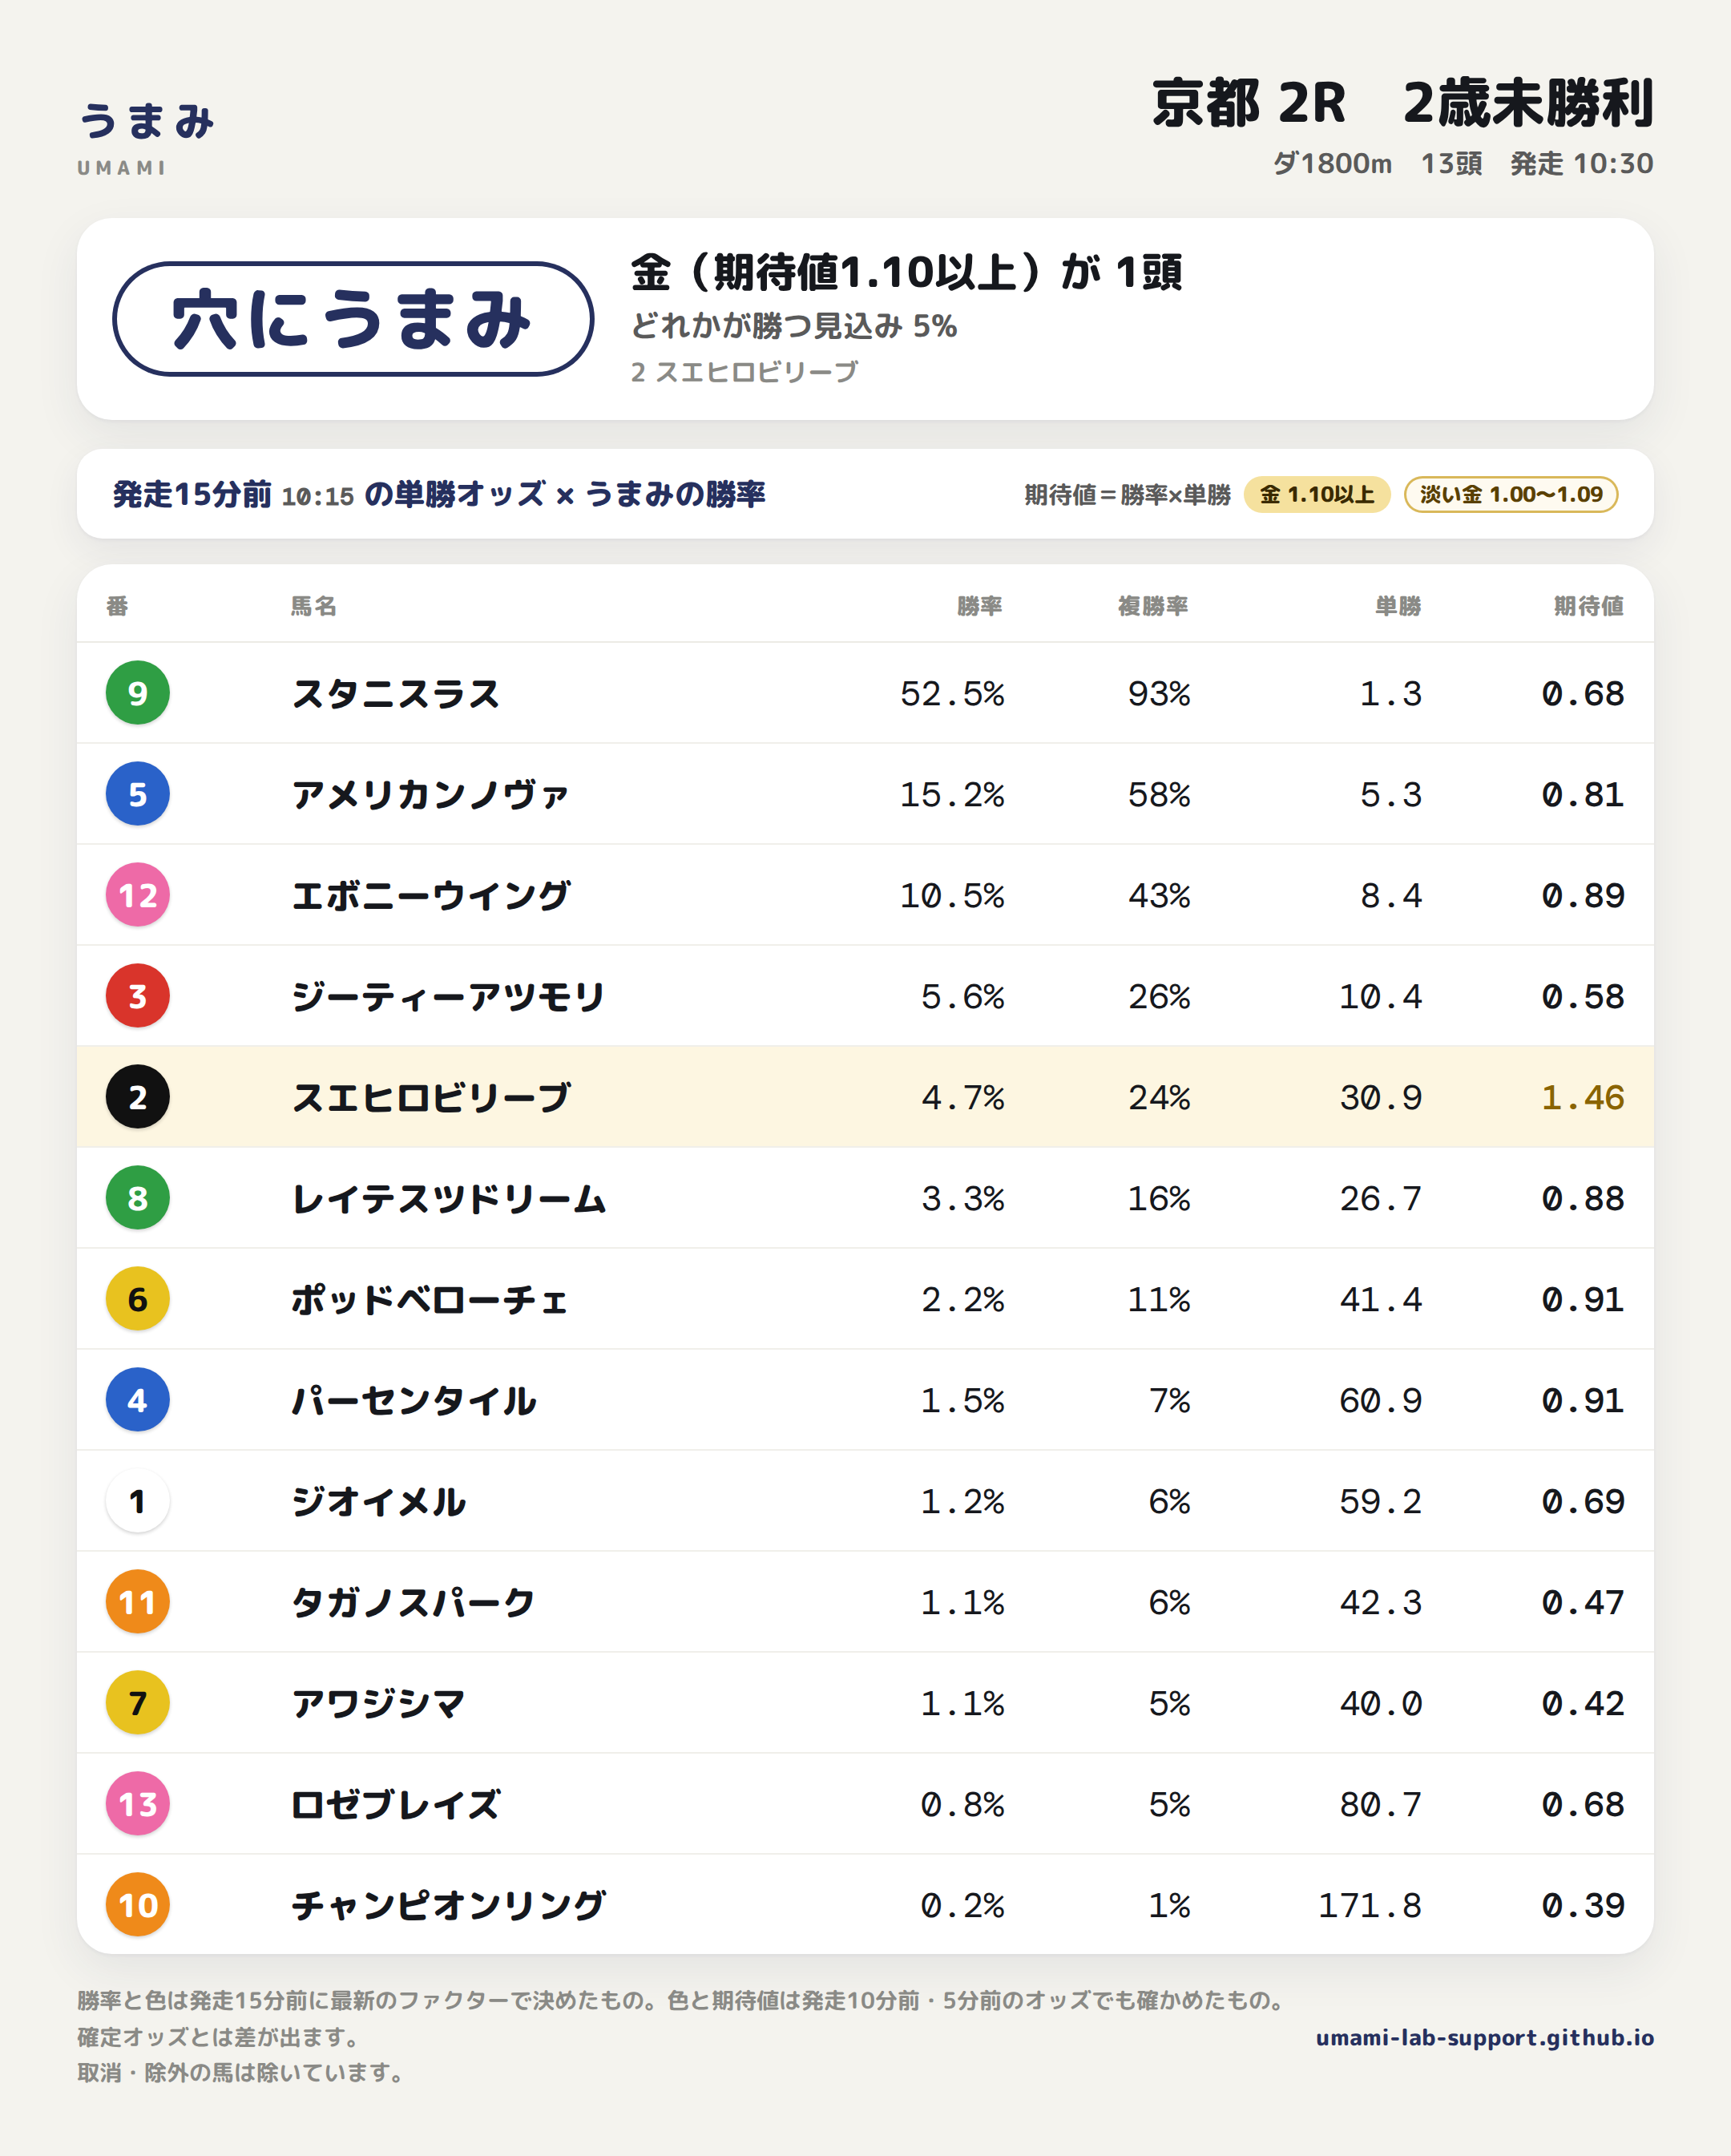 うまみ
UMAMI
京都 2R 2歳未勝利
ダ1800m 13頭 発走 10:30
穴にうまみ
金（期待値1.10以上）が 1頭
どれかが勝つ見込み 5%
2 スエヒロビリーブ
発走15分前 10:15 の単勝オッズ × うまみの勝率
期待値＝勝率×単勝 金 1.10以上 淡い金 1.00〜1.09
番 馬名 勝率 複勝率 単勝 期待値
9 スタニスラス 52.5% 93% 1.3 0.68
5 アメリカンノヴァ 15.2% 58% 5.3 0.81
12 エボニーウイング 10.5% 43% 8.4 0.89
3 ジーティーアツモリ 5.6% 26% 10.4 0.58
2 スエヒロビリーブ 4.7% 24% 30.9 1.46
8 レイテスツドリーム 3.3% 16% 26.7 0.88
6 ポッドベローチェ 2.2% 11% 41.4 0.91
4 パーセンタイル 1.5% 7% 60.9 0.91
1 ジオイメル 1.2% 6% 59.2 0.69
11 タガノスパーク 1.1% 6% 42.3 0.47
7 アワジシマ 1.1% 5% 40.0 0.42
13 ロゼブレイズ 0.8% 5% 80.7 0.68
10 チャンピオンリング 0.2% 1% 171.8 0.39
勝率と色は発走15分前に最新のファクターで決めたもの。色と期待値は発走10分前・5分前のオッズでも確かめたもの。
確定オッズとは差が出ます。
取消・除外の馬は除いています。
umami-lab-support.github.io